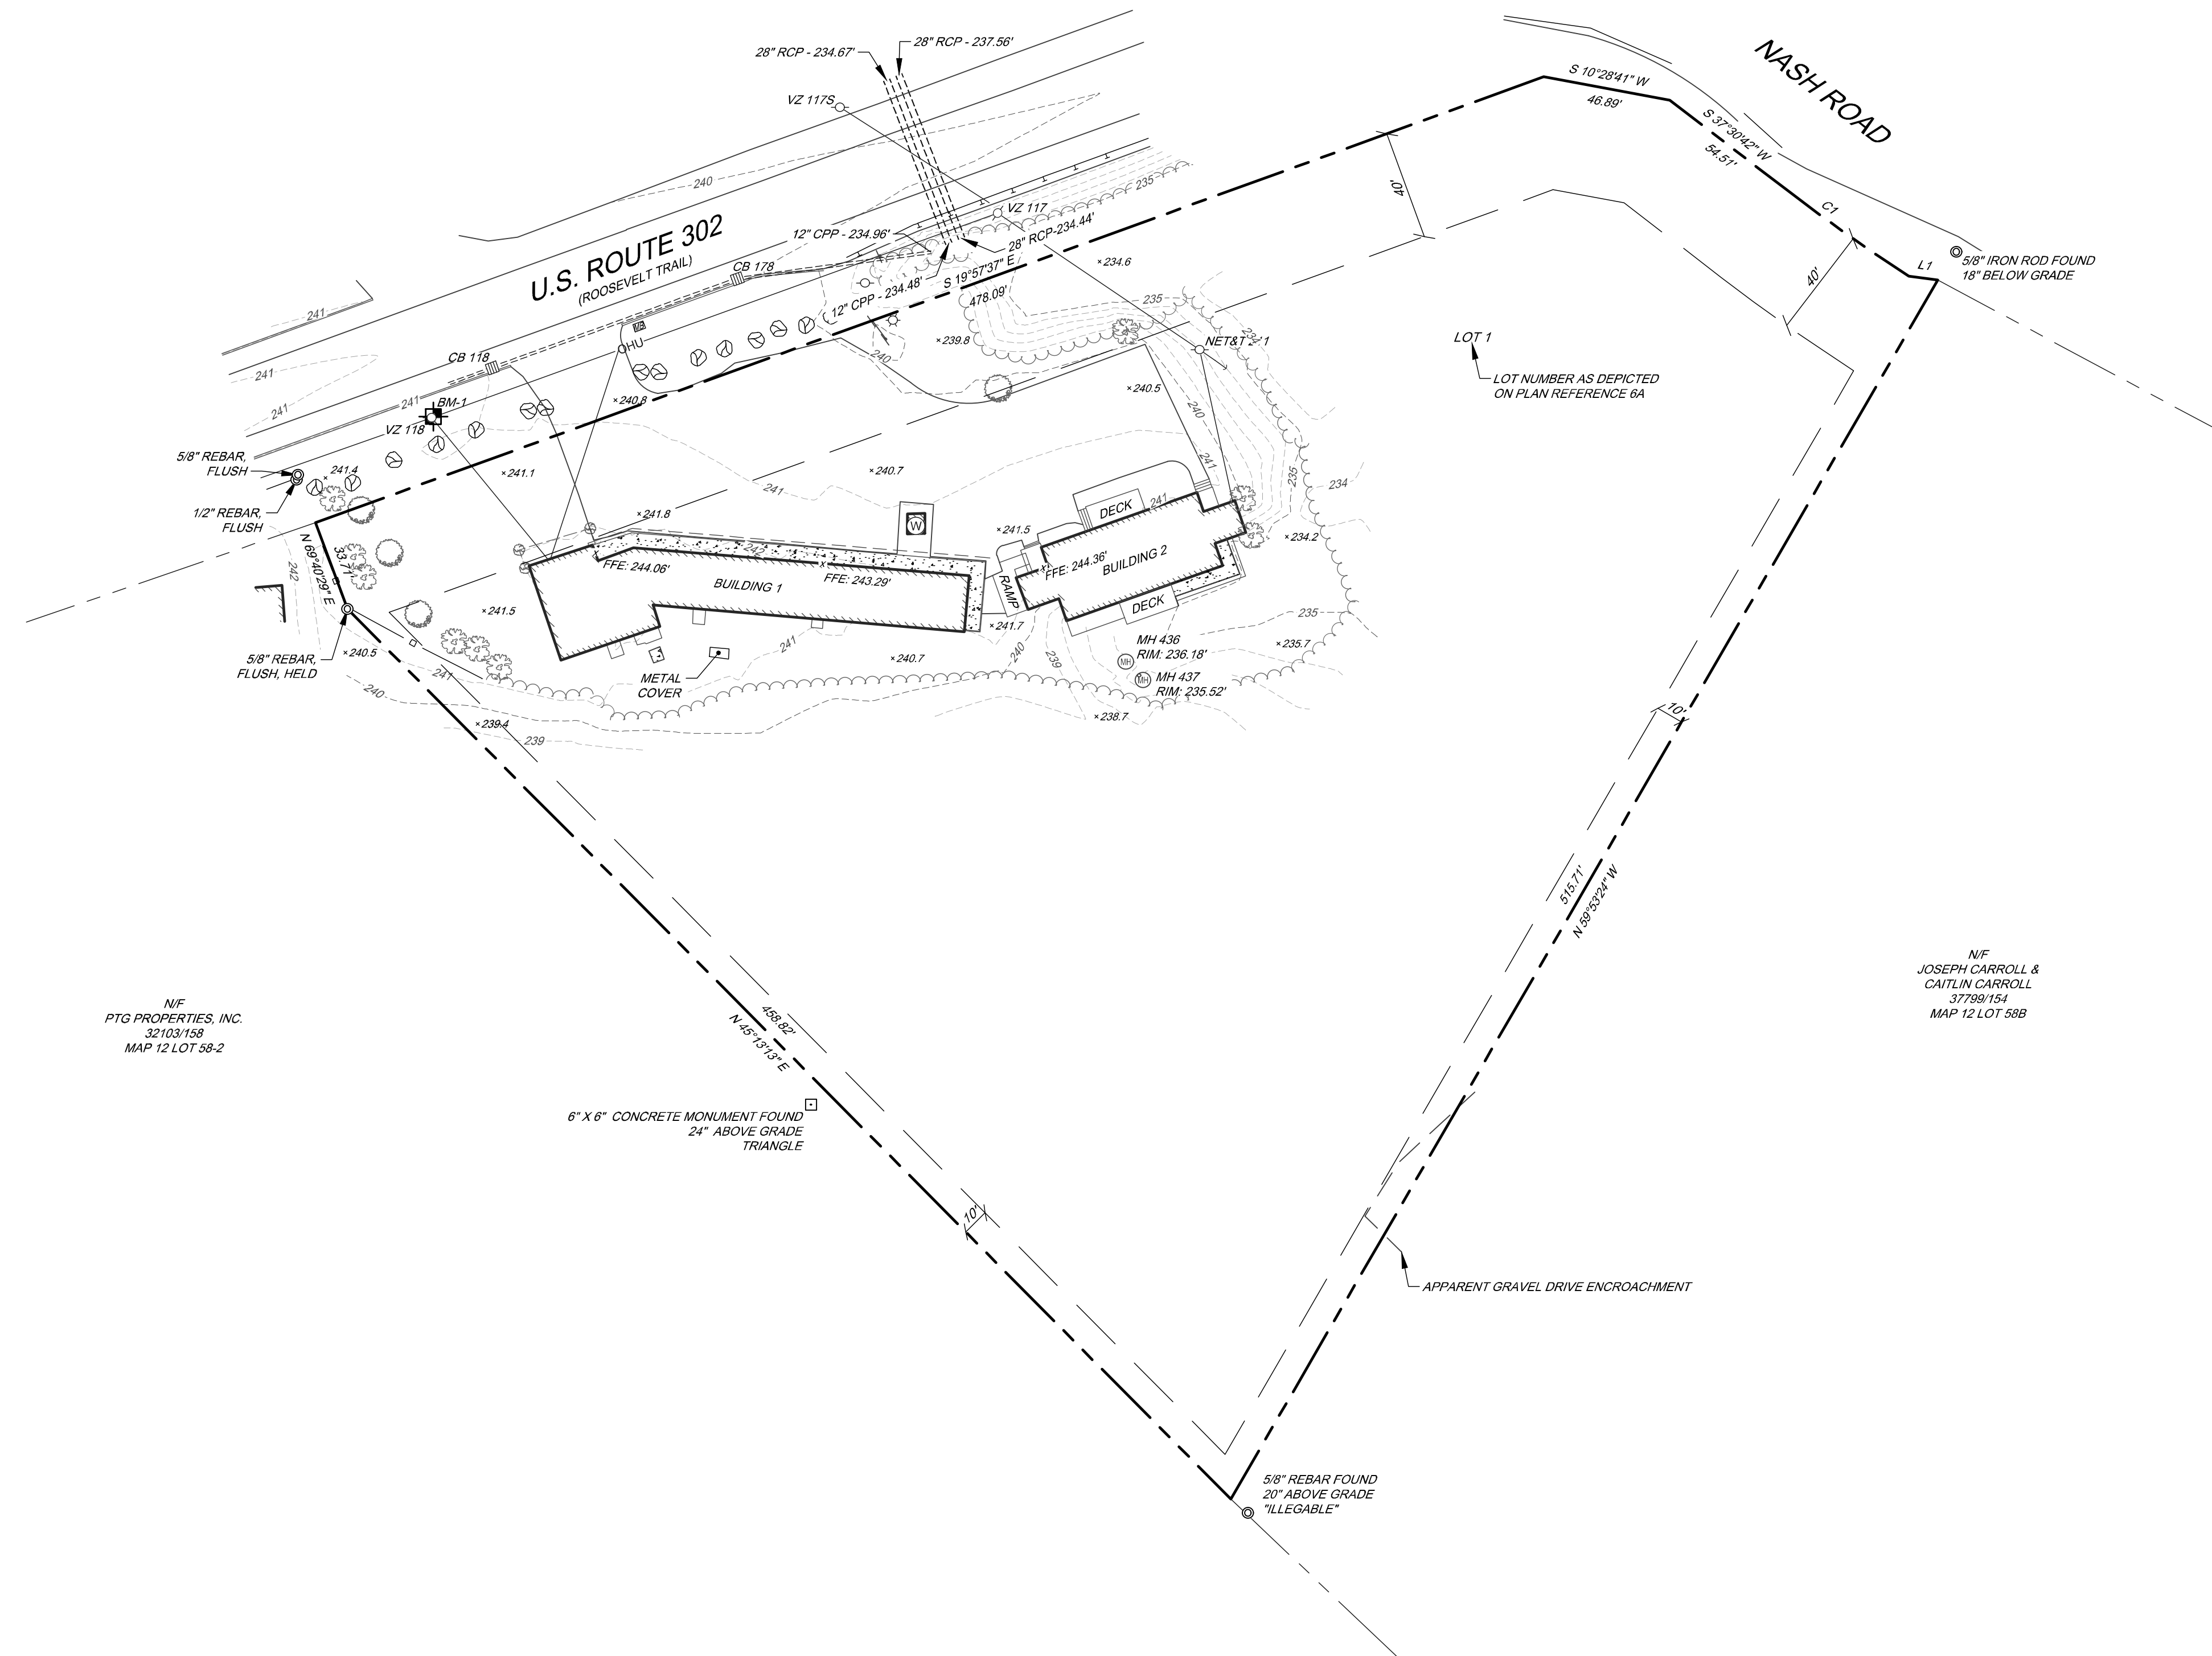 28" RCP - 234.67'
28" RCP - 237.56'
VZ 117S
NASH ROAD
S 10°28'41" W
46.89'
S 37°30'42" W
54.51'
C1
L1
5/8" IRON ROD FOUND
18" BELOW GRADE
40'
40'
240
235
VZ 117
12" CPP - 234.96'
28" RCP-234.44'
U.S. ROUTE 302
(ROOSEVELT TRAIL)
CB 178
12" CPP - 234.48'
S 19°57'37" E
478.09'
×234.6
235
234
241
OHU
×239.8
240
NET&T
LOT 1
LOT NUMBER AS DEPICTED
ON PLAN REFERENCE 6A
CB 118
241
241
241
BM-1
VZ 118
×240.8
×240.5
240
5/8" REBAR,
FLUSH
241.4
×
×241.1
×240.7
241
241
235
234
1/2" REBAR,
FLUSH
N 69°40'29" E
33.71'
242
×241.8
W
×241.5
DECK
241
×234.2
242
FFE: 244.06'
BUILDING 1
FFE: 243.29'
FFE: 244.36'
BUILDING 2
RAMP
DECK
×241.5
×241.7
235
×240.5
5/8" REBAR,
FLUSH, HELD
241
240
241
METAL
COVER
×240.7
240
239
MH 436
RIM: 236.18'
MH
×235.7
MH 437
RIM: 235.52'
MH
×239.4
239
×238.7
10'
515.71'
N 59°53'24" W
N/F
PTG PROPERTIES, INC.
32103/158
MAP 12 LOT 58-2
458.82'
N 45°13'13" E
N/F
JOSEPH CARROLL &
CAITLIN CARROLL
37799/154
MAP 12 LOT 58B
6" X 6" CONCRETE MONUMENT FOUND
24" ABOVE GRADE
TRIANGLE
10'
APPARENT GRAVEL DRIVE ENCROACHMENT
5/8" REBAR FOUND
20" ABOVE GRADE
"ILLEGABLE"